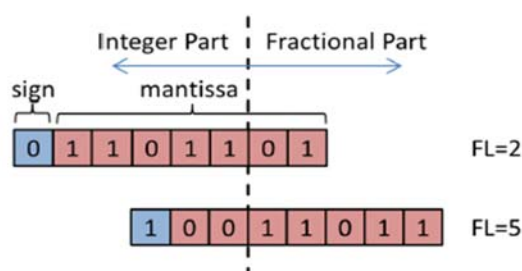 Integer Part Fractional Part
sign mantissa
0 1 1 0 1 1 0 1 FL=2
1 0 0 1 1 0 1 1 FL=5